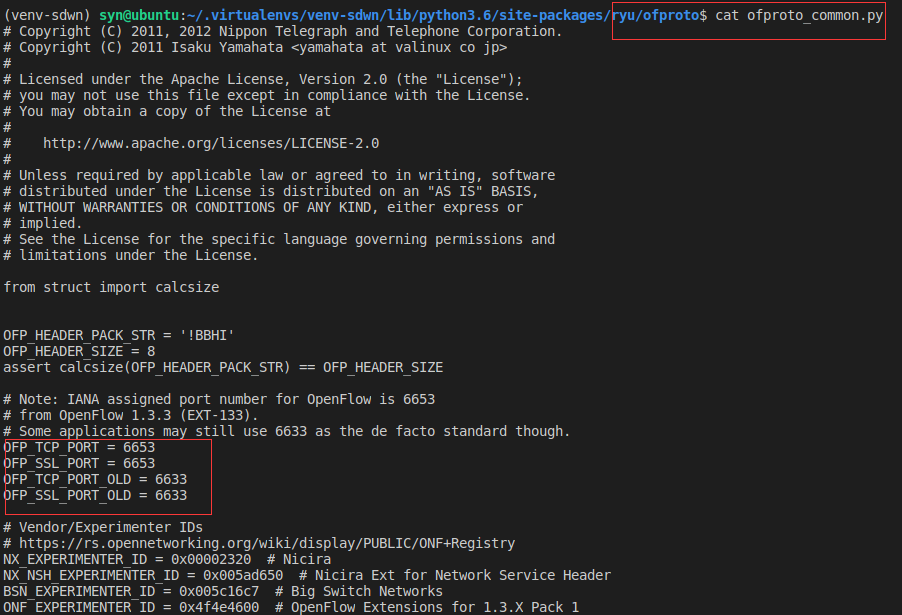 (venv-sdwn) syn@ubuntu:~/.virtualenvs/venv-sdwn/lib/python3.6/site-packages/ryu/ofproto$ cat ofproto_common.py
# Copyright (C) 2011, 2012 Nippon Telegraph and Telephone Corporation.
# Copyright (C) 2011 Isaku Yamahata <yamahata at valinux co jp>
#
# Licensed under the Apache License, Version 2.0 (the "License");
# you may not use this file except in compliance with the License.
# You may obtain a copy of the License at
#
#    http://www.apache.org/licenses/LICENSE-2.0
#
# Unless required by applicable law or agreed to in writing, software
# distributed under the License is distributed on an "AS IS" BASIS,
# WITHOUT WARRANTIES OR CONDITIONS OF ANY KIND, either express or
# implied.
# See the License for the specific language governing permissions and
# limitations under the License.

from struct import calcsize


OFP_HEADER_PACK_STR = '!BBHI'
OFP_HEADER_SIZE = 8
assert calcsize(OFP_HEADER_PACK_STR) == OFP_HEADER_SIZE

# Note: IANA assigned port number for OpenFlow is 6653
# from OpenFlow 1.3.3 (EXT-133).
# Some applications may still use 6633 as the de facto standard though.
OFP_TCP_PORT = 6653
OFP_SSL_PORT = 6653
OFP_TCP_PORT_OLD = 6633
OFP_SSL_PORT_OLD = 6633

# Vendor/Experimenter IDs
# https://rs.opennetworking.org/wiki/display/PUBLIC/ONF+Registry
NX_EXPERIMENTER_ID = 0x00002320  # Nicira
NX_NSH_EXPERIMENTER_ID = 0x005ad650  # Nicira Ext for Network Service Header
BSN_EXPERIMENTER_ID = 0x005c16c7  # Big Switch Networks
ONF_EXPERIMENTER_ID = 0x4f4e4600  # OpenFlow Extensions for 1.3.X Pack 1